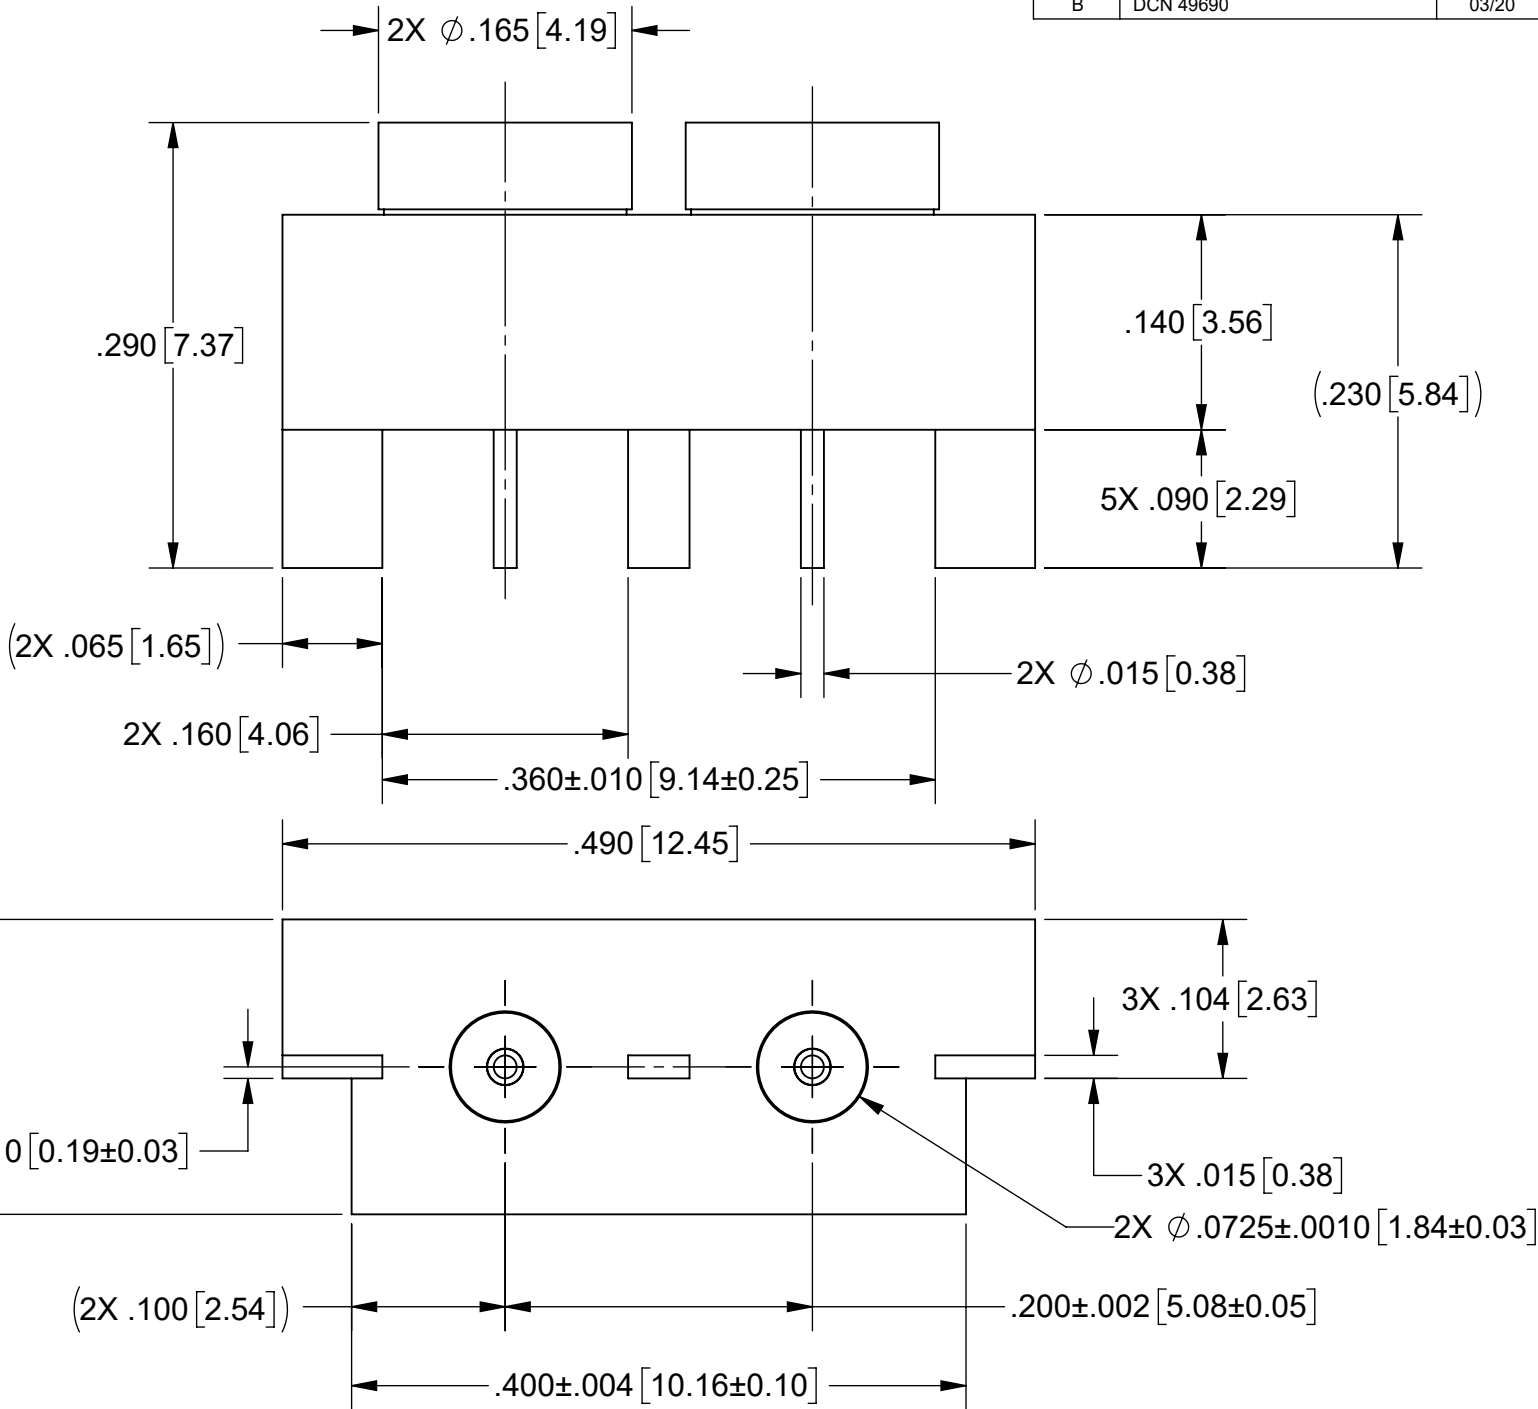 B DCN 49690 03/20
2X ∅.165[4.19]
.290[7.37]
.140[3.56]
(.230[5.84])
5X .090[2.29]
(2X .065[1.65])
2X ∅.015[0.38]
2X .160[4.06]
.360±.010[9.14±0.25]
.490[12.45]
3X .104[2.63]
0[0.19±0.03]
3X .015[0.38]
2X ∅.0725±.0010[1.84±0.03]
(2X .100[2.54])
.200±.002[5.08±0.05]
.400±.004[10.16±0.10]